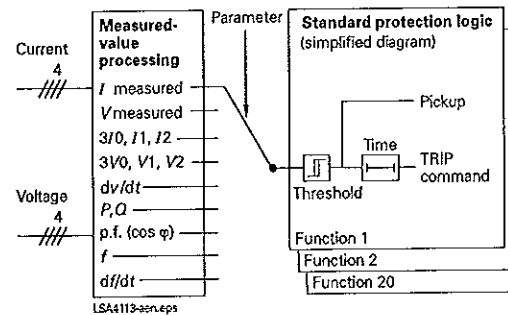 Current
4
Voltage
4
Measured-
value
processing
I measured
V measured
3I0, I1, I2
3V0, V1, V2
dv/dt
P,Q
p.f. (cos φ)
f
df/dt
LSA4113-aen.eps
Parameter
Standard protection logic
(simplified diagram)
Pickup
Time
TRIP
command
Threshold
Function 1
Function 2
Function 20